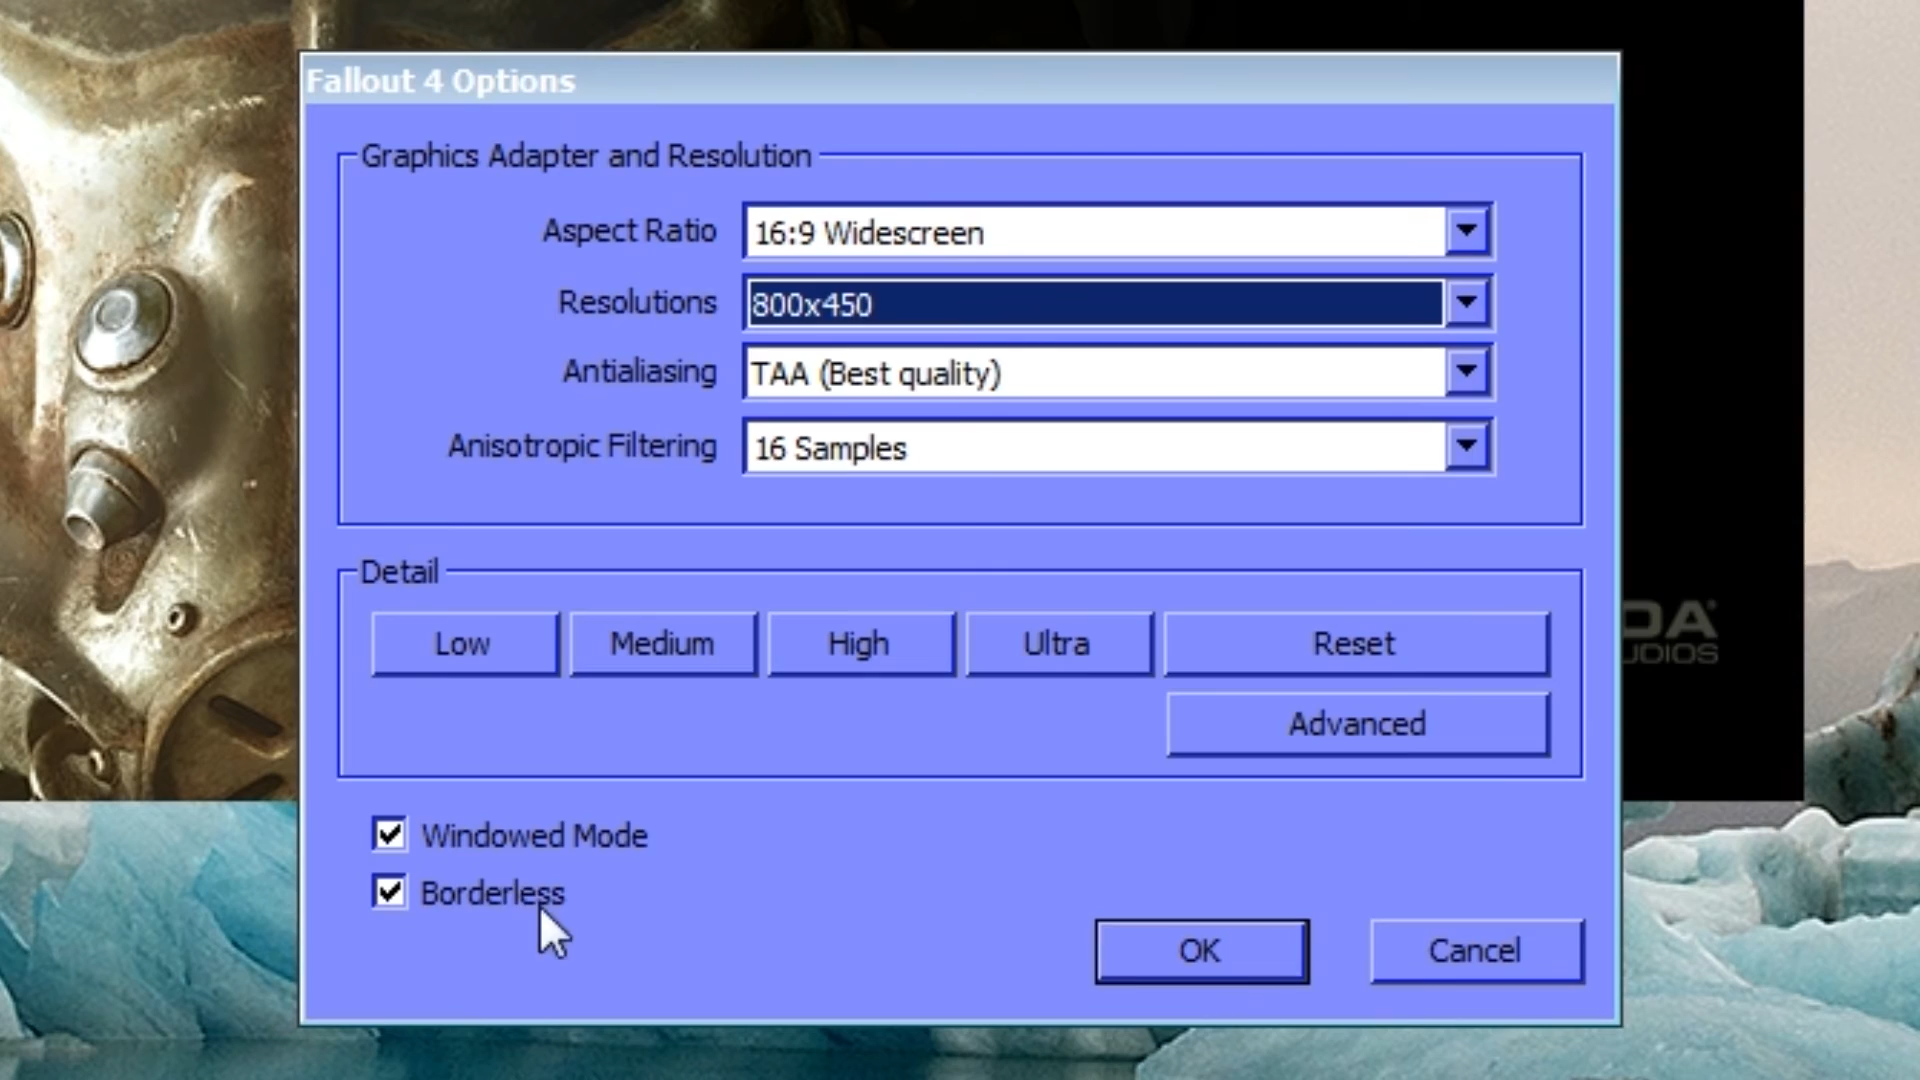 Fallout 4 Options
Graphics Adapter and Resolution
Aspect Ratio 16:9 Widescreen
Resolutions 800x450
Antialiasing TAA (Best quality)
Anisotropic Filtering 16 Samples
Detail
Low Medium High Ultra Reset
Advanced
Windowed Mode
Borderless
OK Cancel